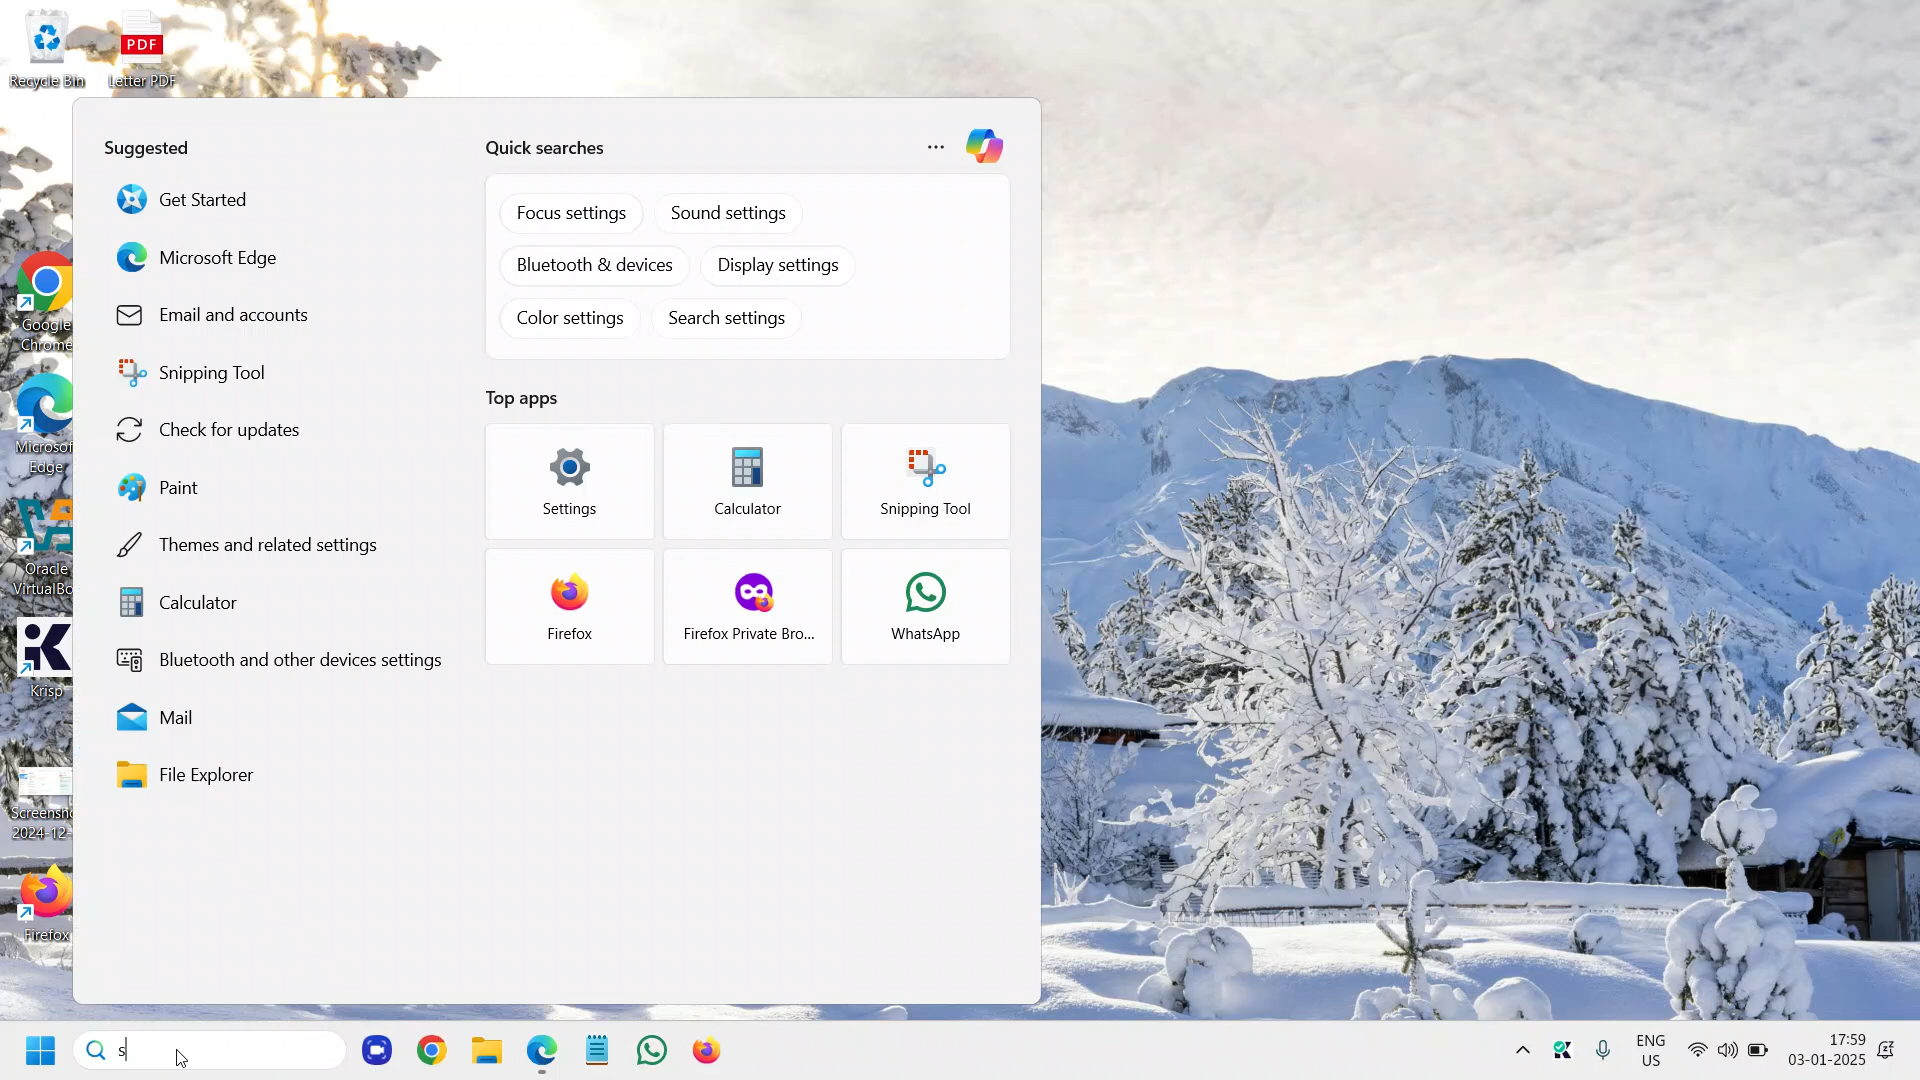 Recycle Bin
Letter PDF
PDF
Suggested
Get Started
Microsoft Edge
Email and accounts
Snipping Tool
Check for updates
Paint
Themes and related settings
Calculator
Bluetooth and other devices settings
Mail
File Explorer
Quick searches
Focus settings
Sound settings
Bluetooth & devices
Display settings
Color settings
Search settings
Top apps
Settings
Calculator
Snipping Tool
Firefox
Firefox Private Bro...
WhatsApp
Google
Chrome
Microsof
Edge
Oracle
VirtualBo
Krisp
Screensho
2024-12-
Firefox
s
ENG
US
17:59
03-01-2025